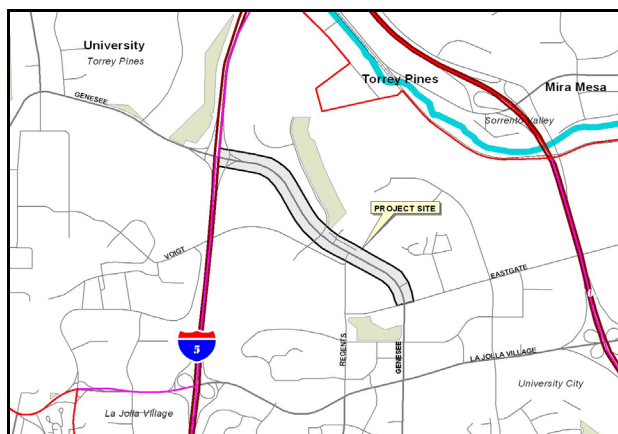 University
Torrey Pines
GENESEE
Torrey Pines
Mira Mesa
Sorrento Valley
PROJECT SITE
VOIGT
EASTGATE
5
REGENTS
GENESEE
LA JOLLA VILLAGE
University City
La Jolla Village